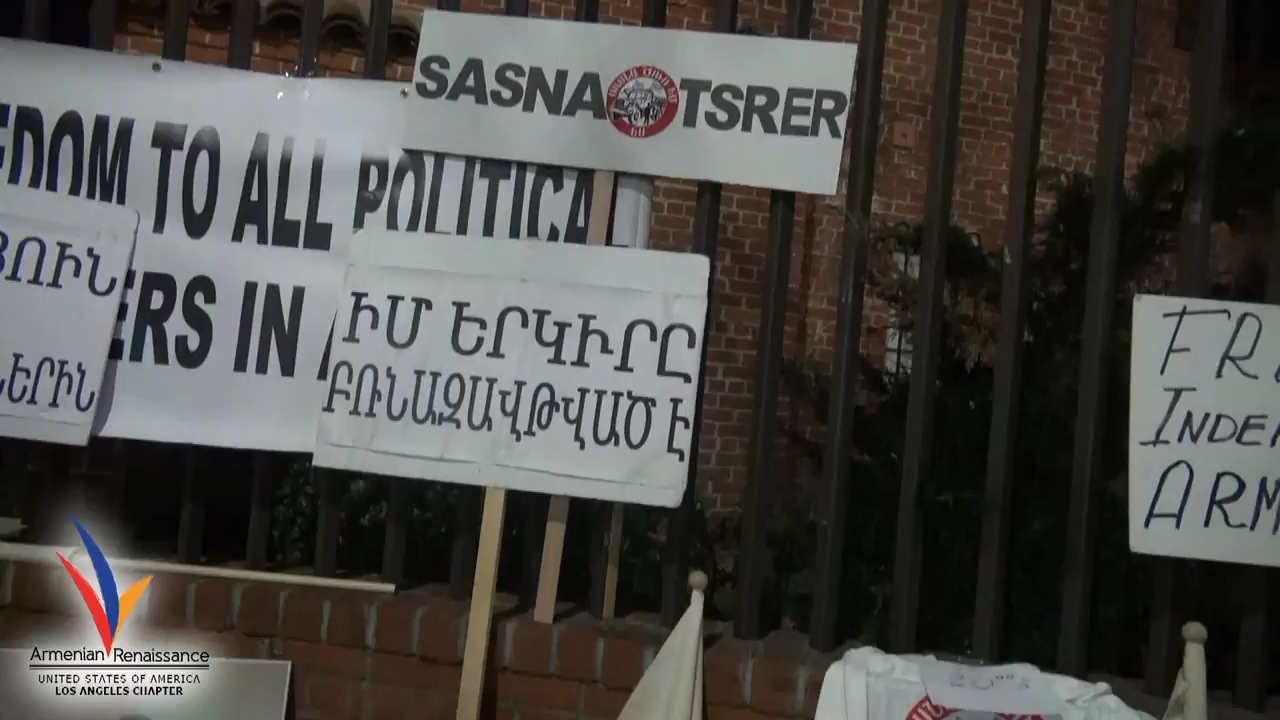 SASNA TSRER
EDOM TO ALL POLITICA
ERS IN
ՅՈՒՆ
ՆԵՐԻՆ
ԻՄ ԵՐԿԻՐԸ
ԲՌՆԱԶԱՎԹՎԱԾ Է
FR
INDE
ARM
Armenian Renaissance
UNITED STATES OF AMERICA
LOS ANGELES CHAPTER